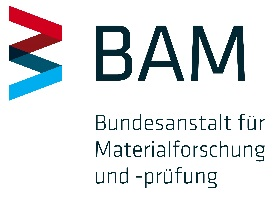 BAM
Bundesanstalt für
Materialforschung
und -prüfung